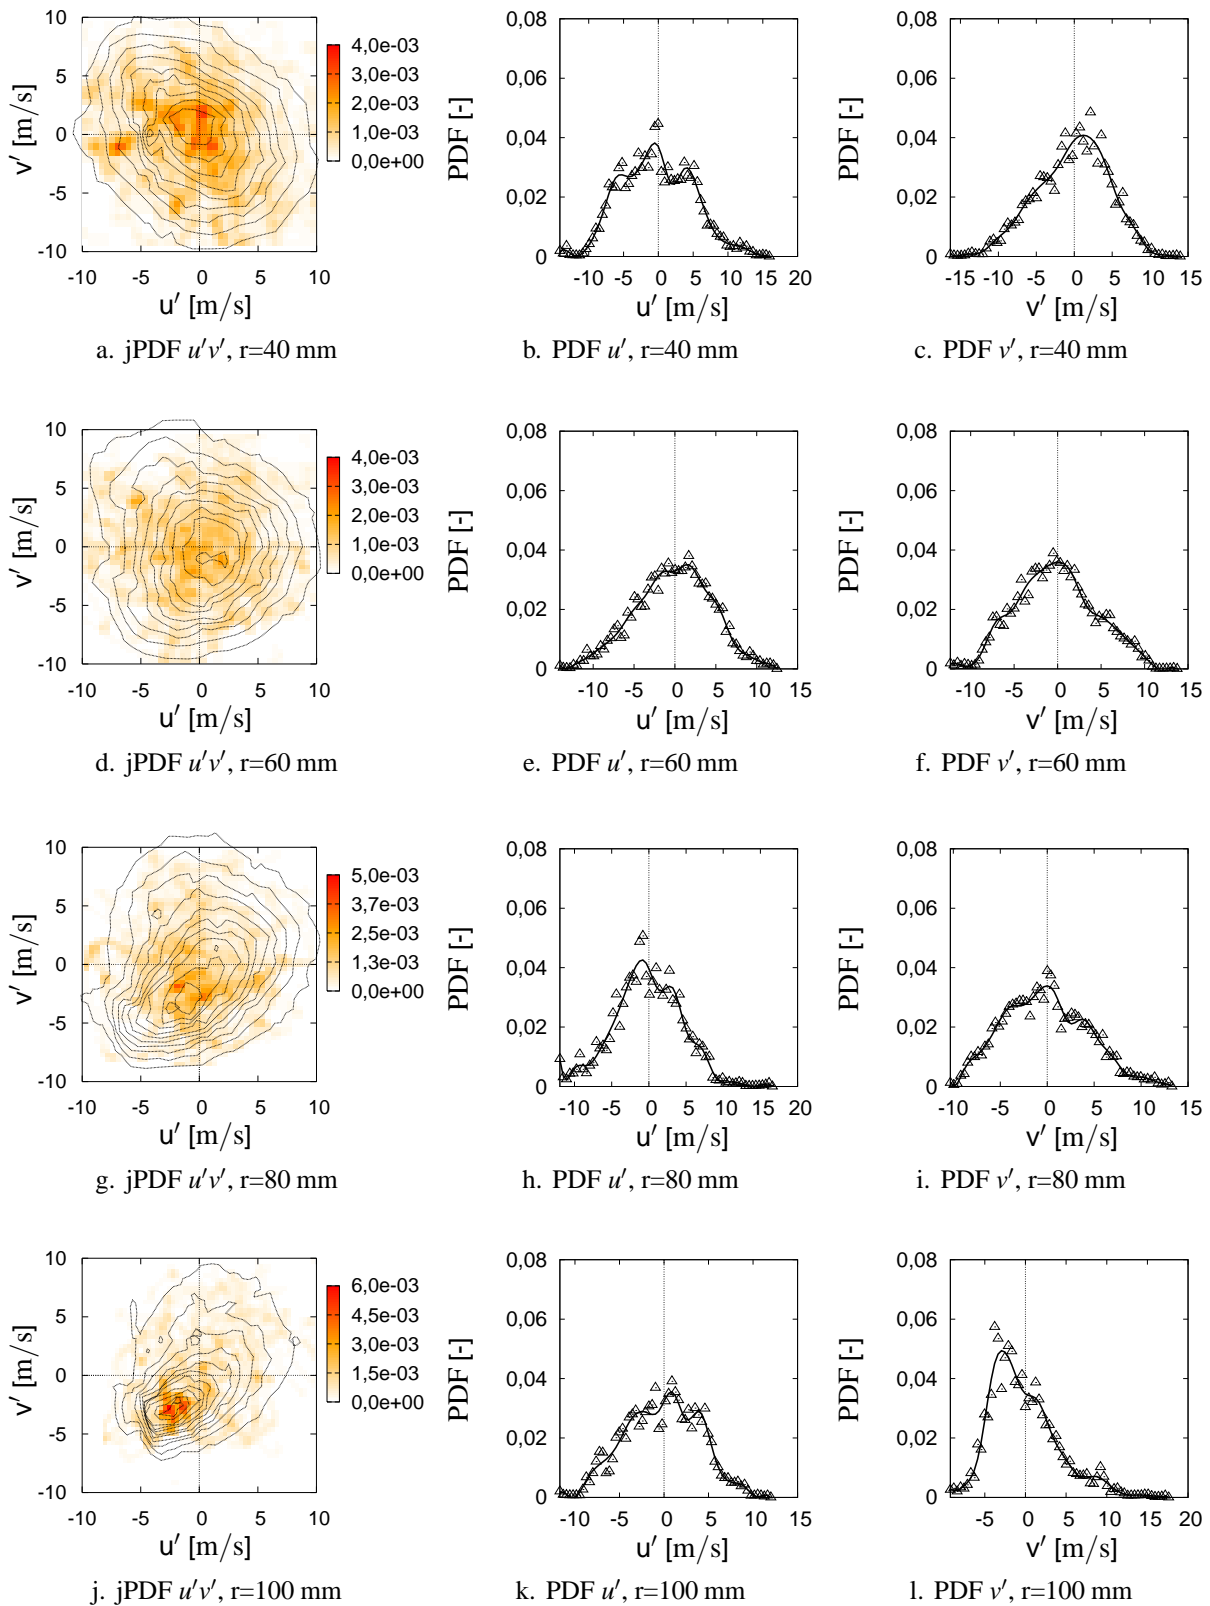 10
5
0
-5
-10
-10 -5 0 5 10
v′ [m/s]
u′ [m/s]
4,0e-03
3,0e-03
2,0e-03
1,0e-03
0,0e+00
a. jPDF u′v′, r=40 mm
0,08
0,06
0,04
0,02
0
-10 -5 0 5 10 15 20
PDF [-]
u′ [m/s]
b. PDF u′, r=40 mm
0,08
0,06
0,04
0,02
0
-15 -10 -5 0 5 10 15
PDF [-]
v′ [m/s]
c. PDF v′, r=40 mm
10
5
0
-5
-10
-10 -5 0 5 10
v′ [m/s]
u′ [m/s]
4,0e-03
3,0e-03
2,0e-03
1,0e-03
0,0e+00
d. jPDF u′v′, r=60 mm
0,08
0,06
0,04
0,02
0
-10 -5 0 5 10 15
PDF [-]
u′ [m/s]
e. PDF u′, r=60 mm
0,08
0,06
0,04
0,02
0
-10 -5 0 5 10 15
PDF [-]
v′ [m/s]
f. PDF v′, r=60 mm
10
5
0
-5
-10
-10 -5 0 5 10
v′ [m/s]
u′ [m/s]
5,0e-03
3,7e-03
2,5e-03
1,3e-03
0,0e+00
g. jPDF u′v′, r=80 mm
0,08
0,06
0,04
0,02
0
-10 -5 0 5 10 15 20
PDF [-]
u′ [m/s]
h. PDF u′, r=80 mm
0,08
0,06
0,04
0,02
0
-10 -5 0 5 10 15
PDF [-]
v′ [m/s]
i. PDF v′, r=80 mm
10
5
0
-5
-10
-10 -5 0 5 10
v′ [m/s]
u′ [m/s]
6,0e-03
4,5e-03
3,0e-03
1,5e-03
0,0e+00
j. jPDF u′v′, r=100 mm
0,08
0,06
0,04
0,02
0
-10 -5 0 5 10 15
PDF [-]
u′ [m/s]
k. PDF u′, r=100 mm
0,08
0,06
0,04
0,02
0
-5 0 5 10 15 20
PDF [-]
v′ [m/s]
l. PDF v′, r=100 mm